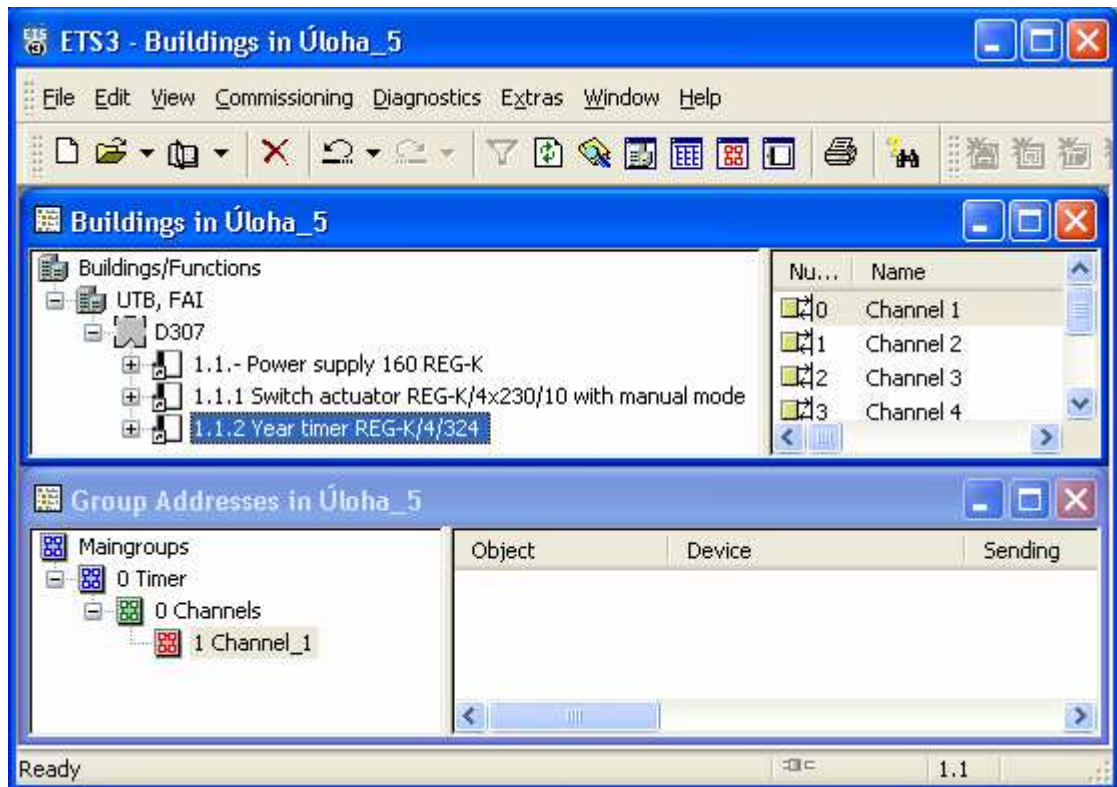 ETS3 - Buildings in Úloha_5
File Edit View Commissioning Diagnostics Extras Window Help
Buildings in Úloha_5
Buildings/Functions
UTB, FAI
D307
1.1.- Power supply 160 REG-K
1.1.1 Switch actuator REG-K/4x230/10 with manual mode
1.1.2 Year timer REG-K/4/324
Nu... Name
0 Channel 1
1 Channel 2
2 Channel 3
3 Channel 4
Group Addresses in Úloha_5
Maingroups
0 Timer
0 Channels
1 Channel_1
Object Device Sending
Ready 1.1